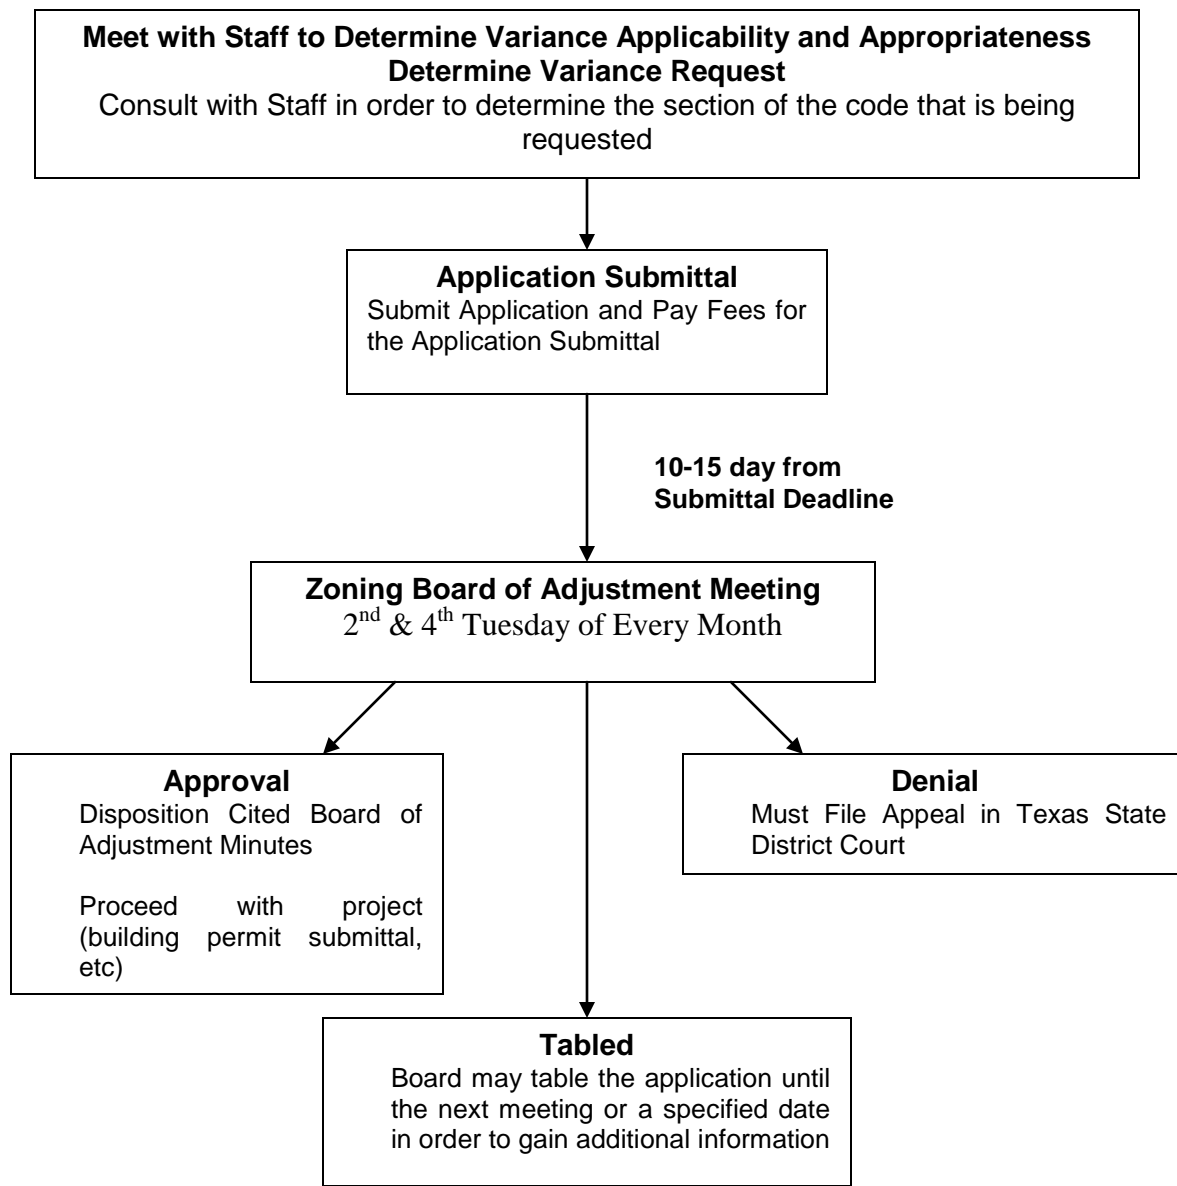 Meet with Staff to Determine Variance Applicability and Appropriateness
Determine Variance Request
Consult with Staff in order to determine the section of the code that is being
requested
Application Submittal
Submit Application and Pay Fees for
the Application Submittal
10-15 day from
Submittal Deadline
Zoning Board of Adjustment Meeting
2nd & 4th Tuesday of Every Month
Approval
Disposition Cited Board of
Adjustment Minutes
Proceed with project
(building permit submittal,
etc)
Denial
Must File Appeal in Texas State
District Court
Tabled
Board may table the application until
the next meeting or a specified date
in order to gain additional information